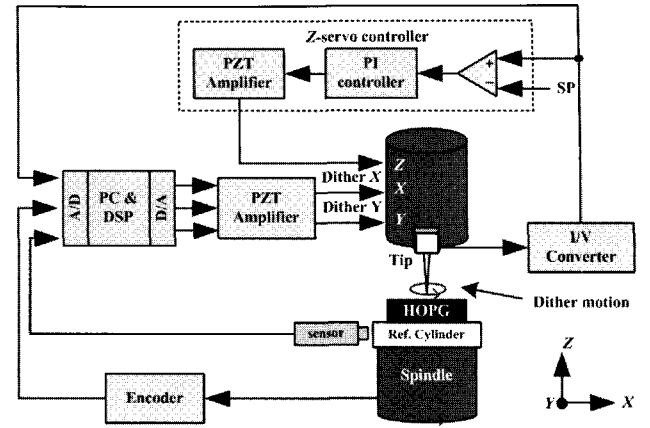 Z-servo controller
PZT
Amplifier
PI
controller
+
−
SP
Z
Dither X
X
Dither Y
Y
A/D
PC &
DSP
D/A
PZT
Amplifier
Tip
I/V
Converter
Dither motion
HOPG
sensor
Ref. Cylinder
Spindle
Encoder
Z
Y
X